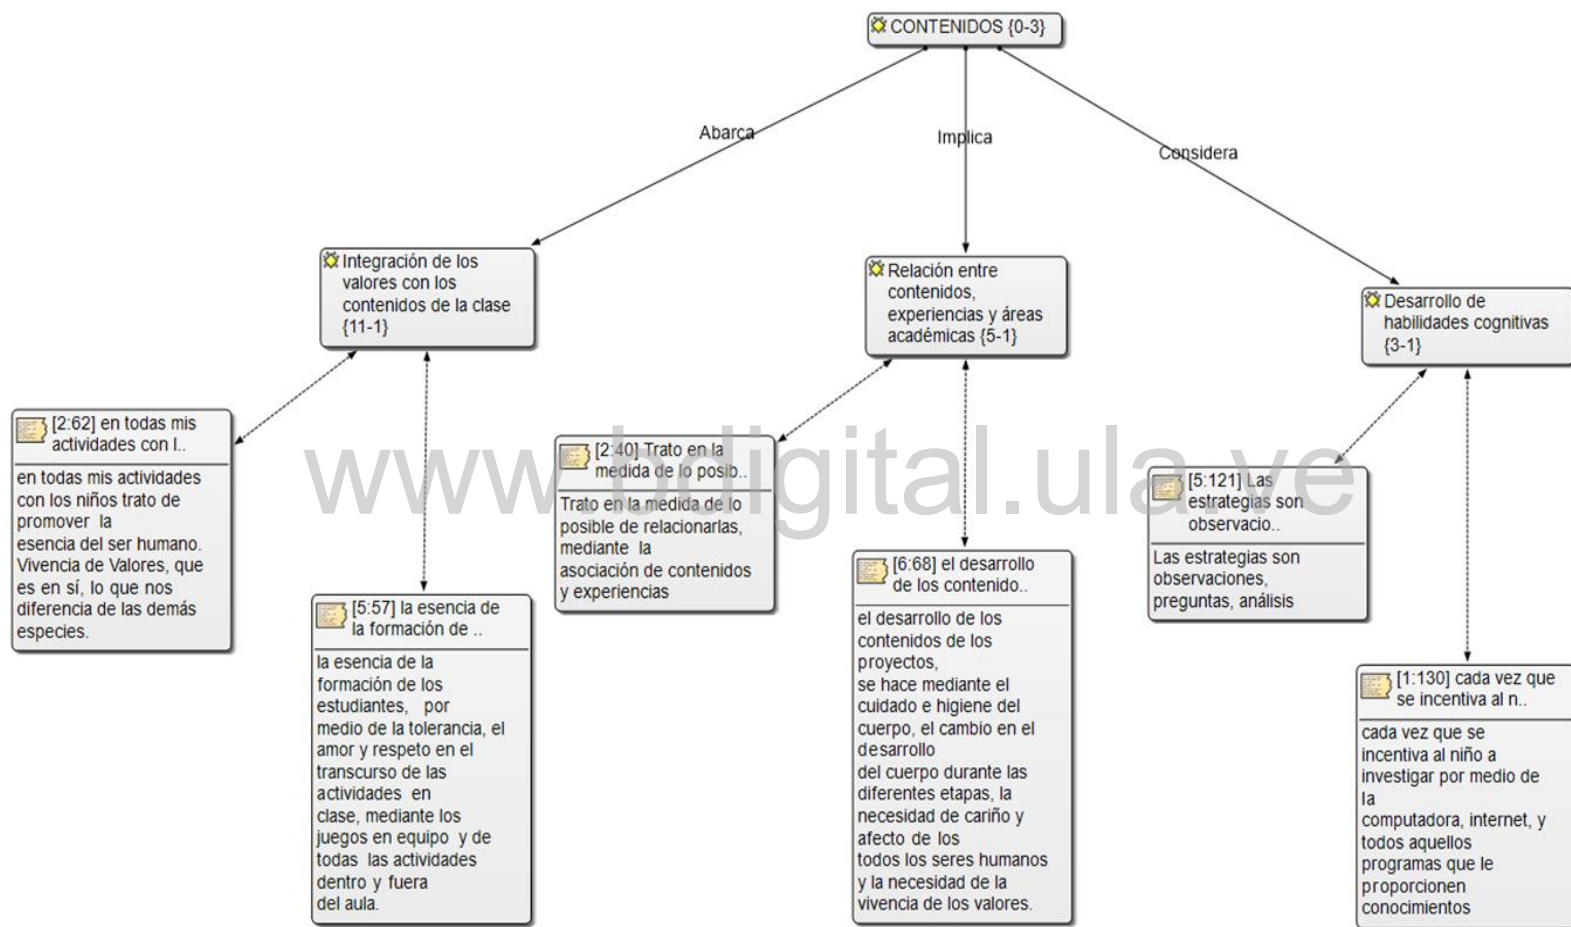 CONTENIDOS {0-3}
Abarca
Implica
Considera
Integración de los
valores con los
contenidos de la clase
{11-1}
Relación entre
contenidos,
experiencias y áreas
académicas {5-1}
Desarrollo de
habilidades cognitivas
{3-1}
[2:62] en todas mis
actividades con l..
en todas mis actividades
con los niños trato de
promover la
esencia del ser humano.
Vivencia de Valores, que
es en sí, lo que nos
diferencia de las demás
especies.
[5:57] la esencia de
la formación de ..
la esencia de la
formación de los
estudiantes, por
medio de la tolerancia, el
amor y respeto en el
transcurso de las
actividades en
clase, mediante los
juegos en equipo y de
todas las actividades
dentro y fuera
del aula.
[2:40] Trato en la
medida de lo posib..
Trato en la medida de lo
posible de relacionarlas,
mediante la
asociación de contenidos
y experiencias
[6:68] el desarrollo
de los contenido..
el desarrollo de los
contenidos de los
proyectos,
se hace mediante el
cuidado e higiene del
cuerpo, el cambio en el
desarrollo
del cuerpo durante las
diferentes etapas, la
necesidad de cariño y
afecto de los
todos los seres humanos
y la necesidad de la
vivencia de los valores.
[5:121] Las
estrategias son
observacio..
Las estrategias son
observaciones,
preguntas, análisis
[1:130] cada vez que
se incentiva al n..
cada vez que se
incentiva al niño a
investigar por medio de
la
computadora, internet, y
todos aquellos
programas que le
proporcionen
conocimientos
www.bdigital.ula.ve